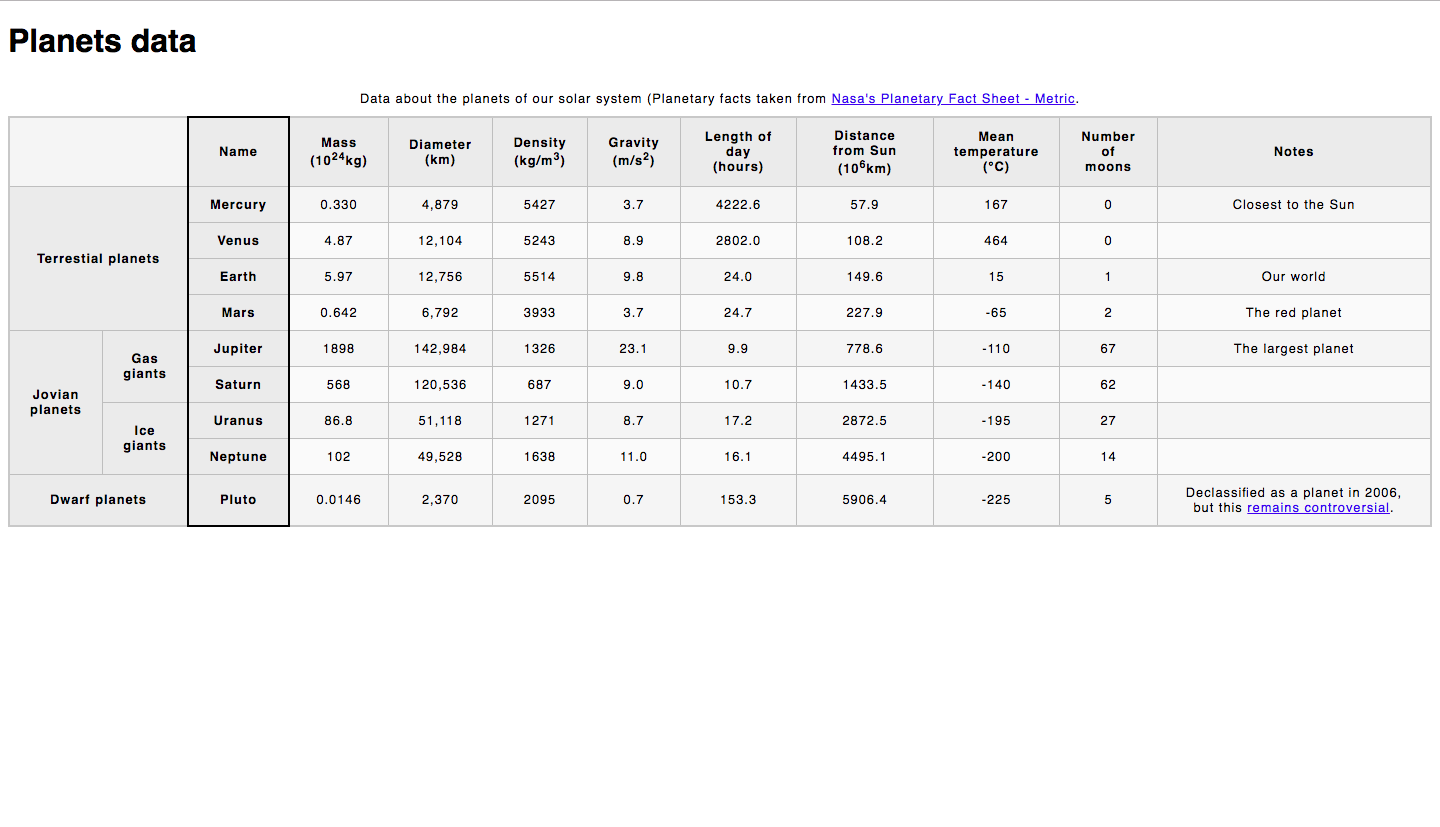 Planets data
Data about the planets of our solar system (Planetary facts taken from Nasa's Planetary Fact Sheet - Metric.
Name Mass (10²⁴kg) Diameter (km) Density (kg/m³) Gravity (m/s²) Length of day (hours) Distance from Sun (10⁶km) Mean temperature (°C) Number of moons Notes
Terrestial planets
Mercury 0.330 4,879 5427 3.7 4222.6 57.9 167 0 Closest to the Sun
Venus 4.87 12,104 5243 8.9 2802.0 108.2 464 0
Earth 5.97 12,756 5514 9.8 24.0 149.6 15 1 Our world
Mars 0.642 6,792 3933 3.7 24.7 227.9 -65 2 The red planet
Jovian
planets
Gas
giants
Jupiter 1898 142,984 1326 23.1 9.9 778.6 -110 67 The largest planet
Saturn 568 120,536 687 9.0 10.7 1433.5 -140 62
Ice
giants
Uranus 86.8 51,118 1271 8.7 17.2 2872.5 -195 27
Neptune 102 49,528 1638 11.0 16.1 4495.1 -200 14
Dwarf planets Pluto 0.0146 2,370 2095 0.7 153.3 5906.4 -225 5 Declassified as a planet in 2006,
but this remains controversial.